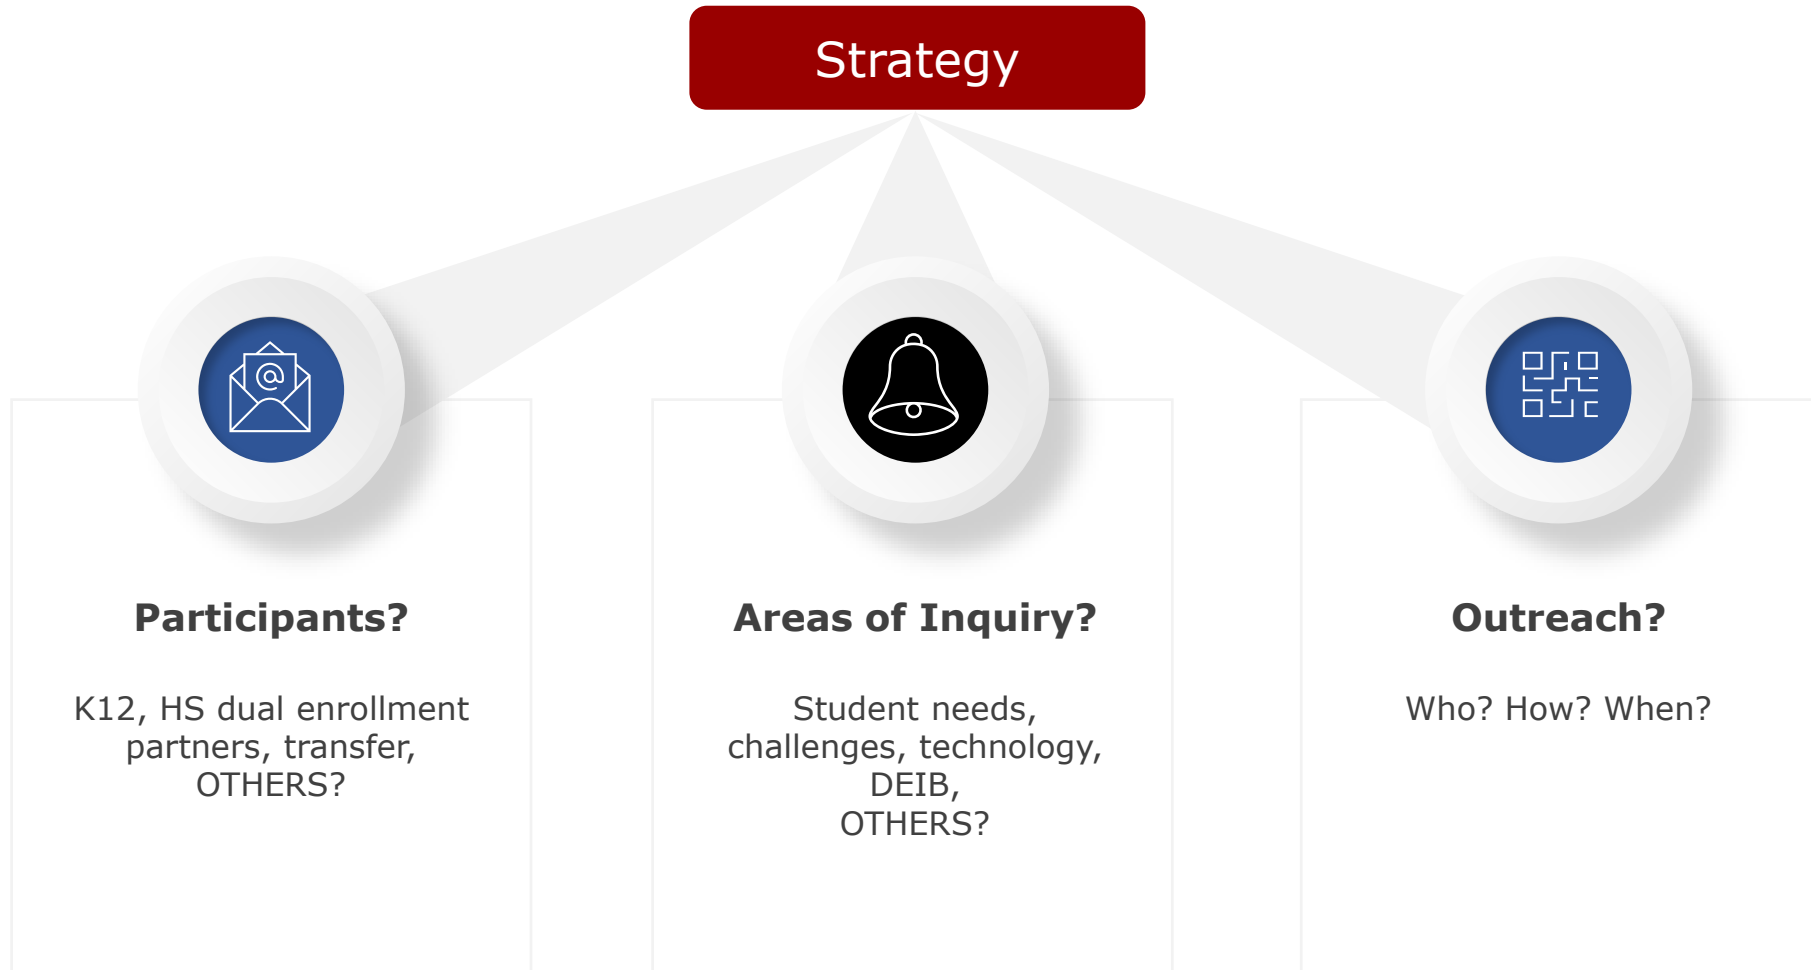 Strategy
Participants?
K12, HS dual enrollment
partners, transfer,
OTHERS?
Areas of Inquiry?
Student needs,
challenges, technology,
DEIB,
OTHERS?
Outreach?
Who? How? When?